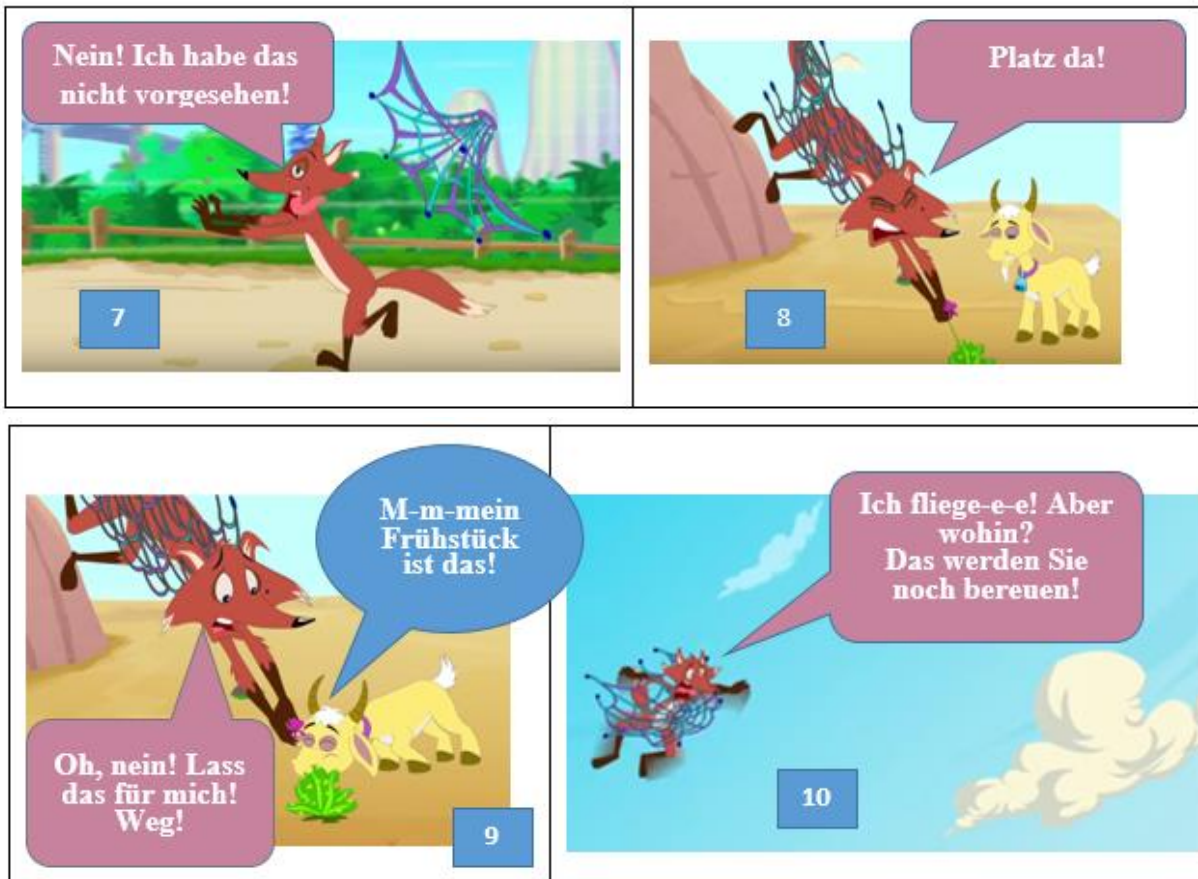 Nein! Ich habe das
nicht vorgesehen!
7
Platz da!
8
M-m-mein
Frühstück
ist das!
Oh, nein! Lass
das für mich!
Weg!
9
Ich fliege-e-e! Aber
wohin?
Das werden Sie
noch bereuen!
10